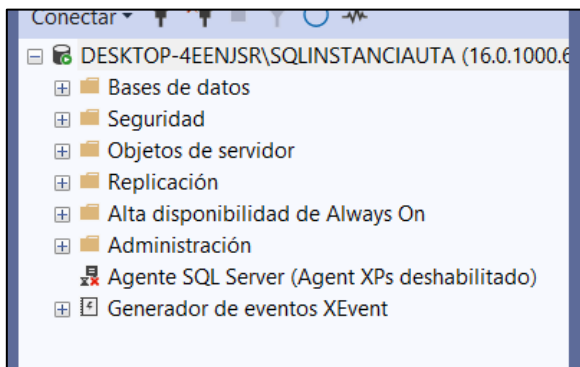 Conectar
DESKTOP-4EENJSR\SQLINSTANCIAUTA (16.0.1000.6
Bases de datos
Seguridad
Objetos de servidor
Replicación
Alta disponibilidad de Always On
Administración
Agente SQL Server (Agent XPs deshabilitado)
Generador de eventos XEvent